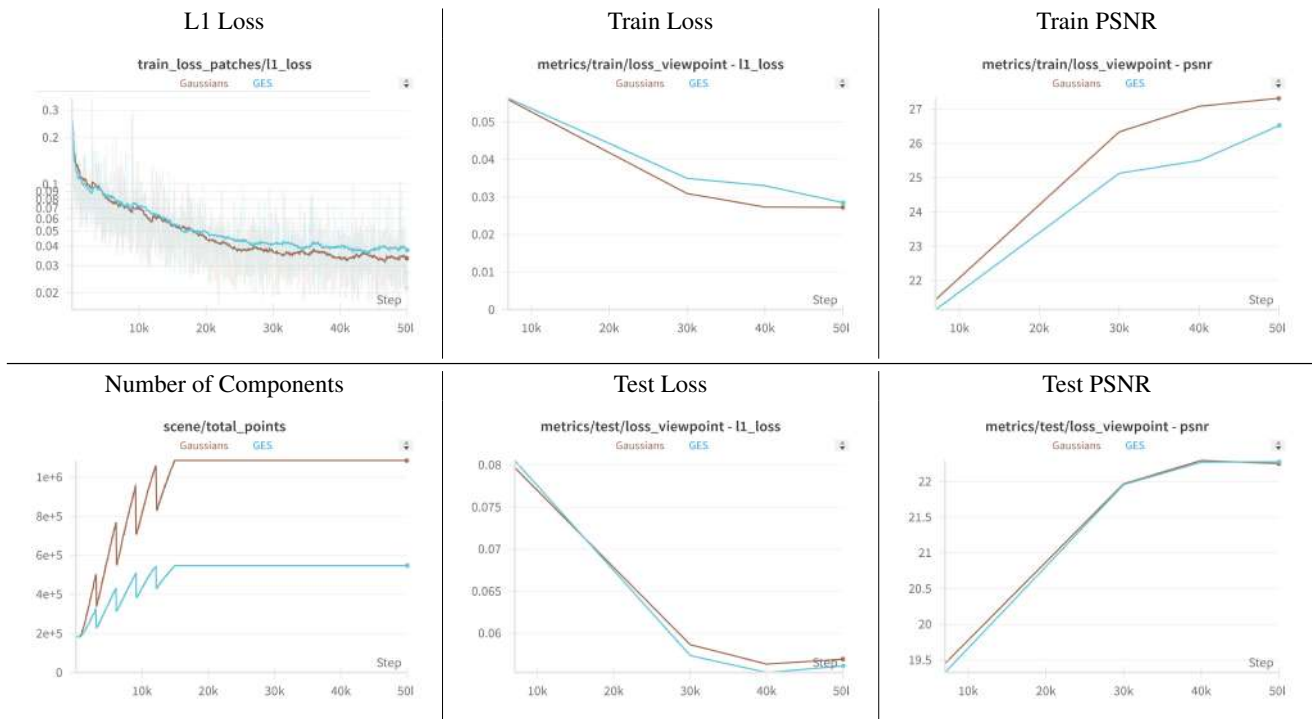 L1 Loss
train_loss_patches/l1_loss
Gaussians GES
0.3
0.2
0.1
0.09
0.08
0.07
0.06
0.05
0.04
0.03
0.02
Step
10k 20k 30k 40k 50l
Train Loss
metrics/train/loss_viewpoint - l1_loss
Gaussians GES
0.05
0.04
0.03
0.02
0.01
0
Step
10k 20k 30k 40k 50l
Train PSNR
metrics/train/loss_viewpoint - psnr
Gaussians GES
27
26
25
24
23
22
Step
10k 20k 30k 40k 50l
Number of Components
scene/total_points
Gaussians GES
1e+6
8e+5
6e+5
4e+5
2e+5
0
Step
10k 20k 30k 40k 50l
Test Loss
metrics/test/loss_viewpoint - l1_loss
Gaussians GES
0.08
0.075
0.07
0.065
0.06
Step
10k 20k 30k 40k 50l
Test PSNR
metrics/test/loss_viewpoint - psnr
Gaussians GES
22
21.5
21
20.5
20
19.5
Step
10k 20k 30k 40k 50l